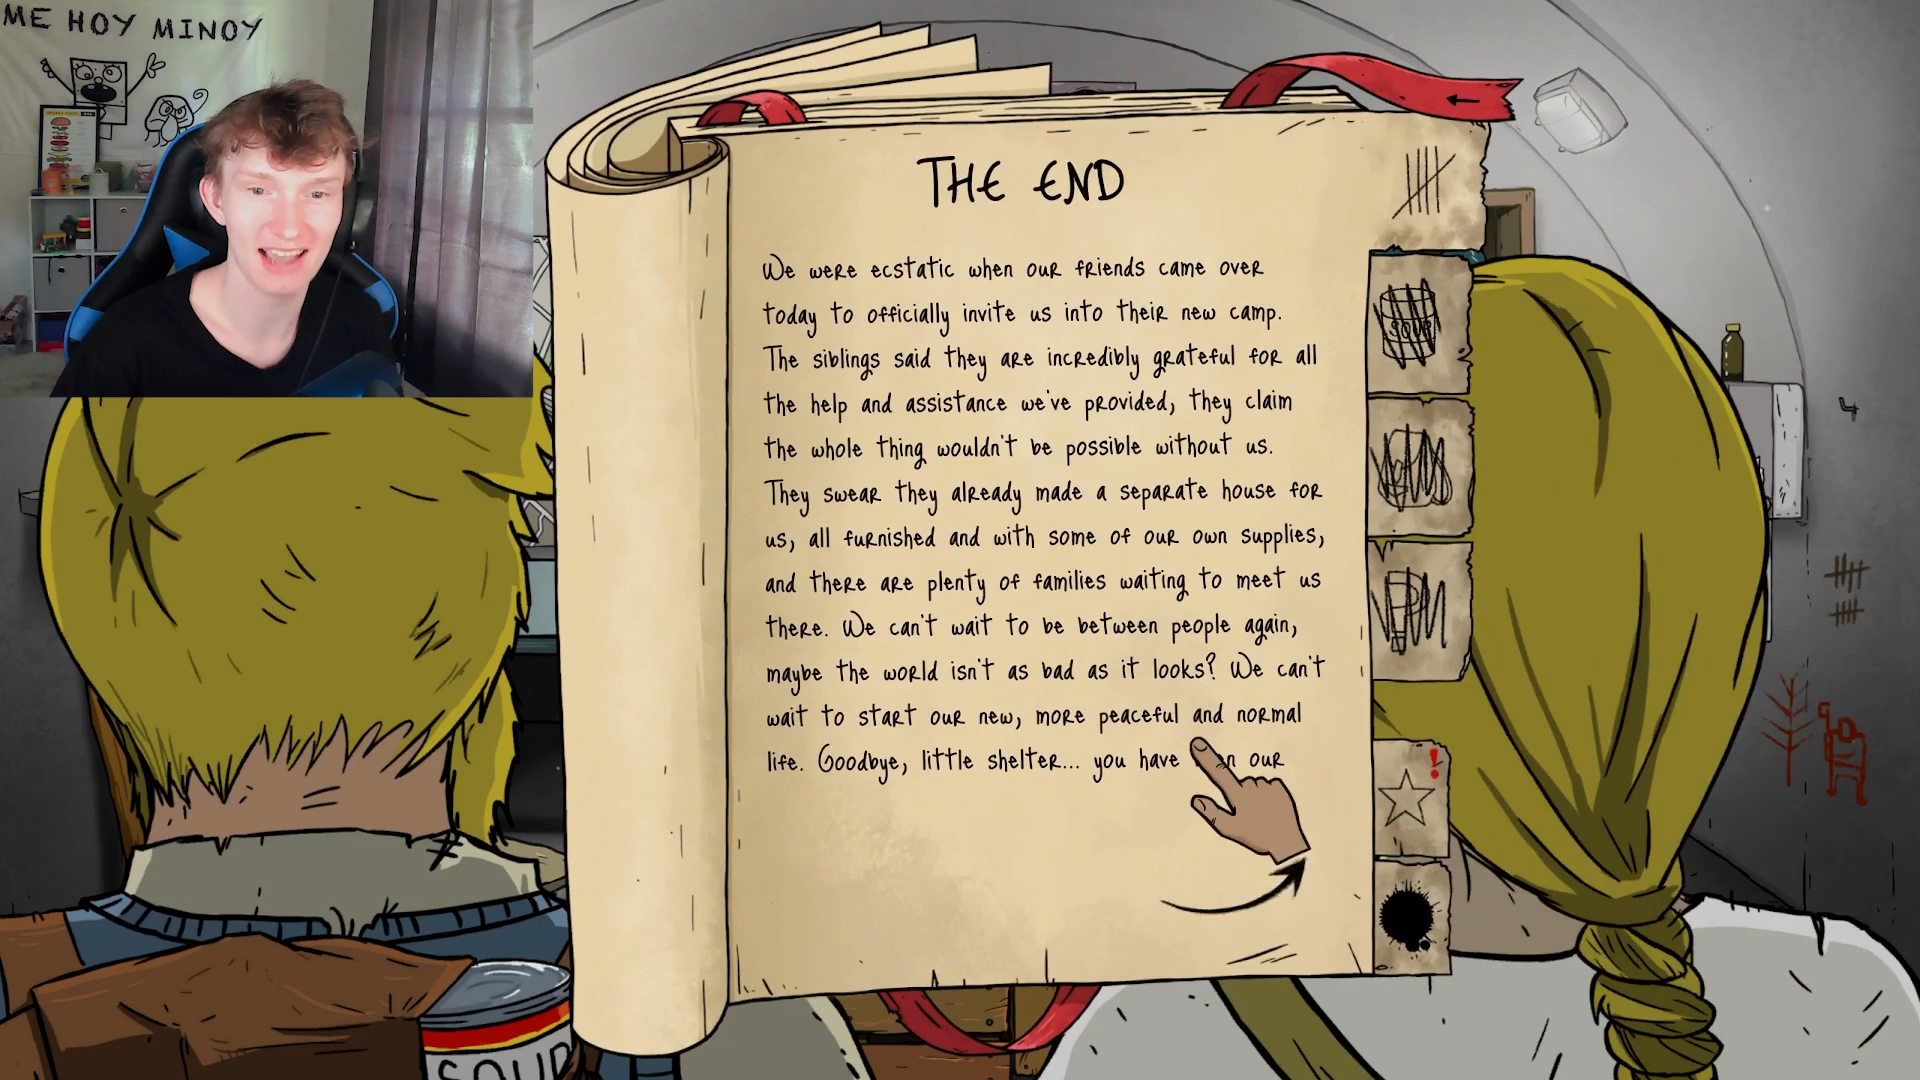 ME HOY MINOY
THE END
We were ecstatic when our friends came over
today to officially invite us into their new camp.
The siblings said they are incredibly grateful for all
the help and assistance we've provided, they claim
the whole thing wouldn't be possible without us.
They swear they already made a separate house for
us, all furnished and with some of our own supplies,
and there are plenty of families waiting to meet us
there. We can't wait to be between people again,
maybe the world isn't as bad as it looks? We can't
wait to start our new, more peaceful and normal
life. Goodbye, little shelter... you have our
SOUP
!
SOUP
4